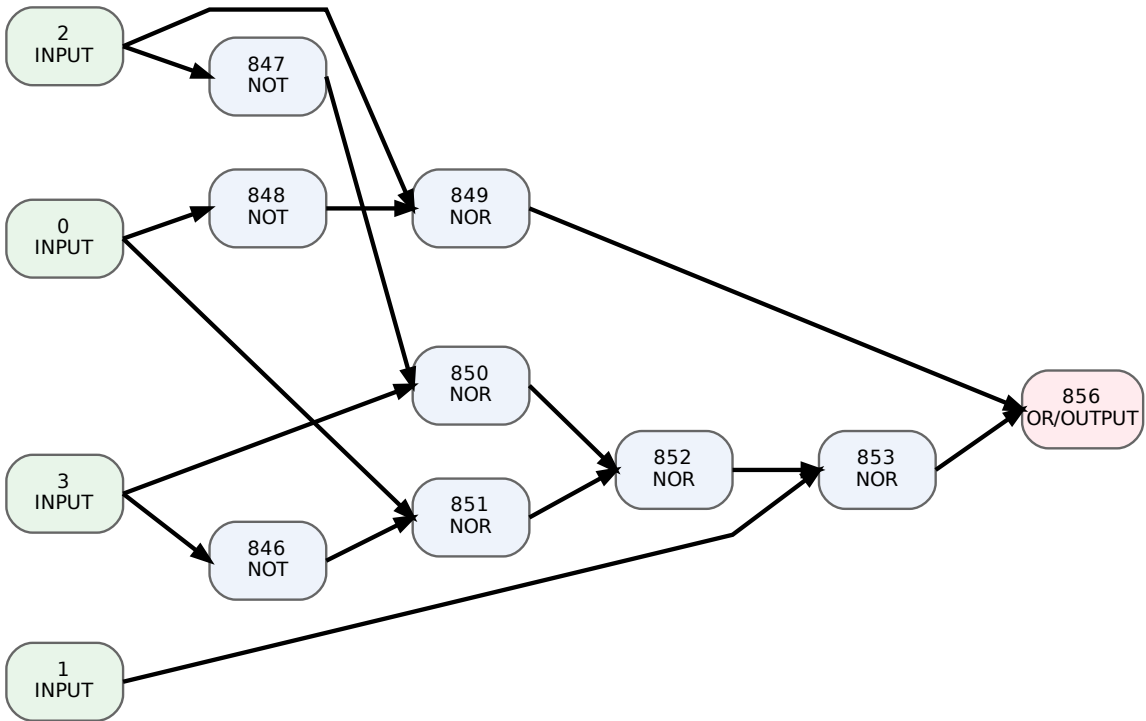 2
INPUT
847
NOT
848
NOT
849
NOR
0
INPUT
850
NOR
856
OR/OUTPUT
852
NOR
853
NOR
3
INPUT
851
NOR
846
NOT
1
INPUT